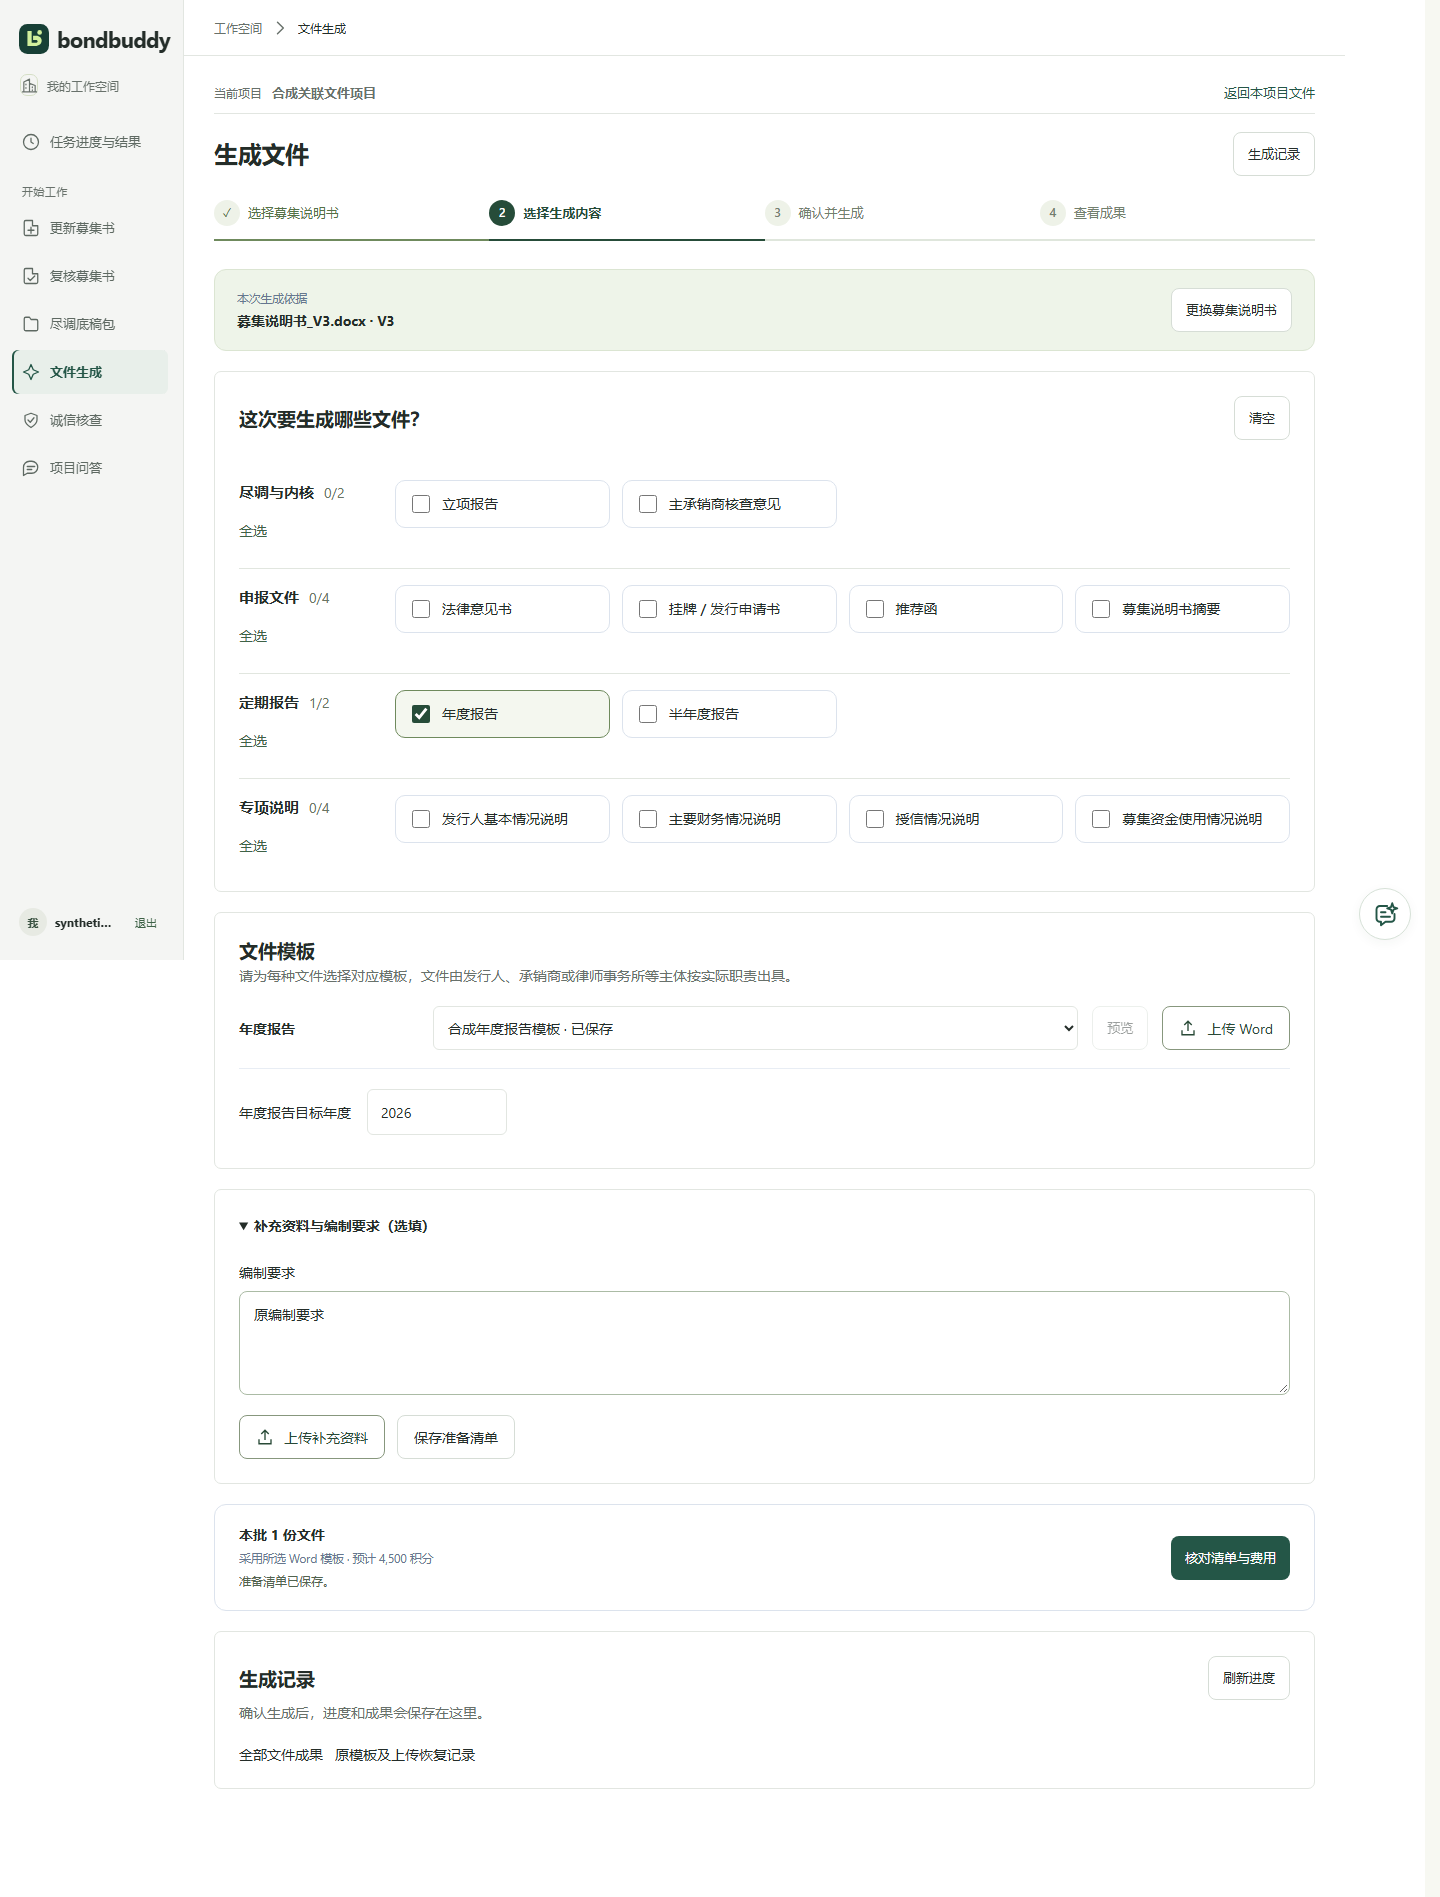 bondbuddy
我的工作空间
任务进度与结果
开始工作
更新募集书
复核募集书
尽调底稿包
文件生成
诚信核查
项目问答
我 syntheti... 退出
工作空间 > 文件生成
当前项目 合成关联文件项目 返回本项目文件
生成文件 生成记录
✓ 选择募集说明书 2 选择生成内容 3 确认并生成 4 查看成果
本次生成依据
募集说明书_V3.docx · V3
更换募集说明书
这次要生成哪些文件? 清空
尽调与内核 0/2
全选
立项报告 主承销商核查意见
申报文件 0/4
全选
法律意见书 挂牌 / 发行申请书 推荐函 募集说明书摘要
定期报告 1/2
全选
年度报告 半年度报告
专项说明 0/4
全选
发行人基本情况说明 主要财务情况说明 授信情况说明 募集资金使用情况说明
文件模板
请为每种文件选择对应模板，文件由发行人、承销商或律师事务所等主体按实际职责出具。
年度报告 合成年度报告模板 · 已保存 预览 上传 Word
年度报告目标年度 2026
▼ 补充资料与编制要求（选填）
编制要求
原编制要求
上传补充资料 保存准备清单
本批 1 份文件
采用所选 Word 模板 · 预计 4,500 积分
准备清单已保存。
核对清单与费用
生成记录 刷新进度
确认生成后，进度和成果会保存在这里。
全部文件成果 原模板及上传恢复记录